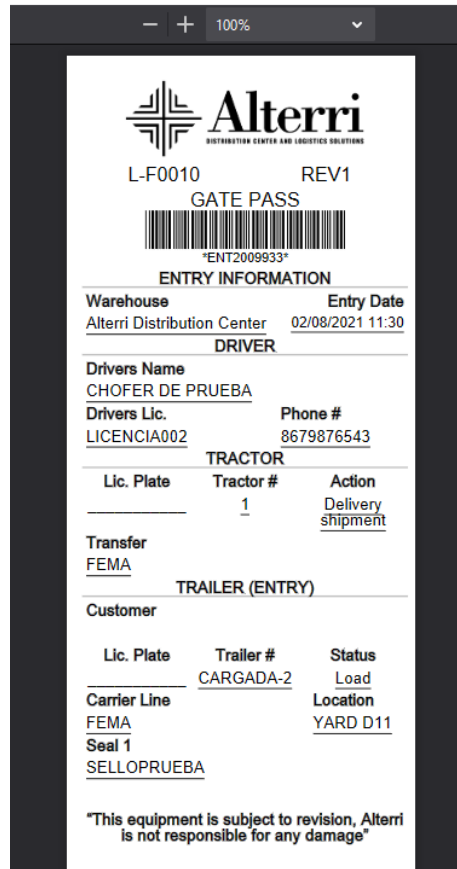 100%
Alterri
DISTRIBUTION CENTER AND LOGISTICS SOLUTIONS
L-F0010 REV1
GATE PASS
*ENT2009933*
ENTRY INFORMATION
Warehouse Entry Date
Alterri Distribution Center 02/08/2021 11:30
DRIVER
Drivers Name
CHOFER DE PRUEBA
Drivers Lic. Phone #
LICENCIA002 8679876543
TRACTOR
Lic. Plate Tractor # Action
___________ 1 Delivery
shipment
Transfer
FEMA
TRAILER (ENTRY)
Customer
Lic. Plate Trailer # Status
___________ CARGADA-2 Load
Carrier Line Location
FEMA YARD D11
Seal 1
SELLOPRUEBA
"This equipment is subject to revision, Alterri
is not responsible for any damage"